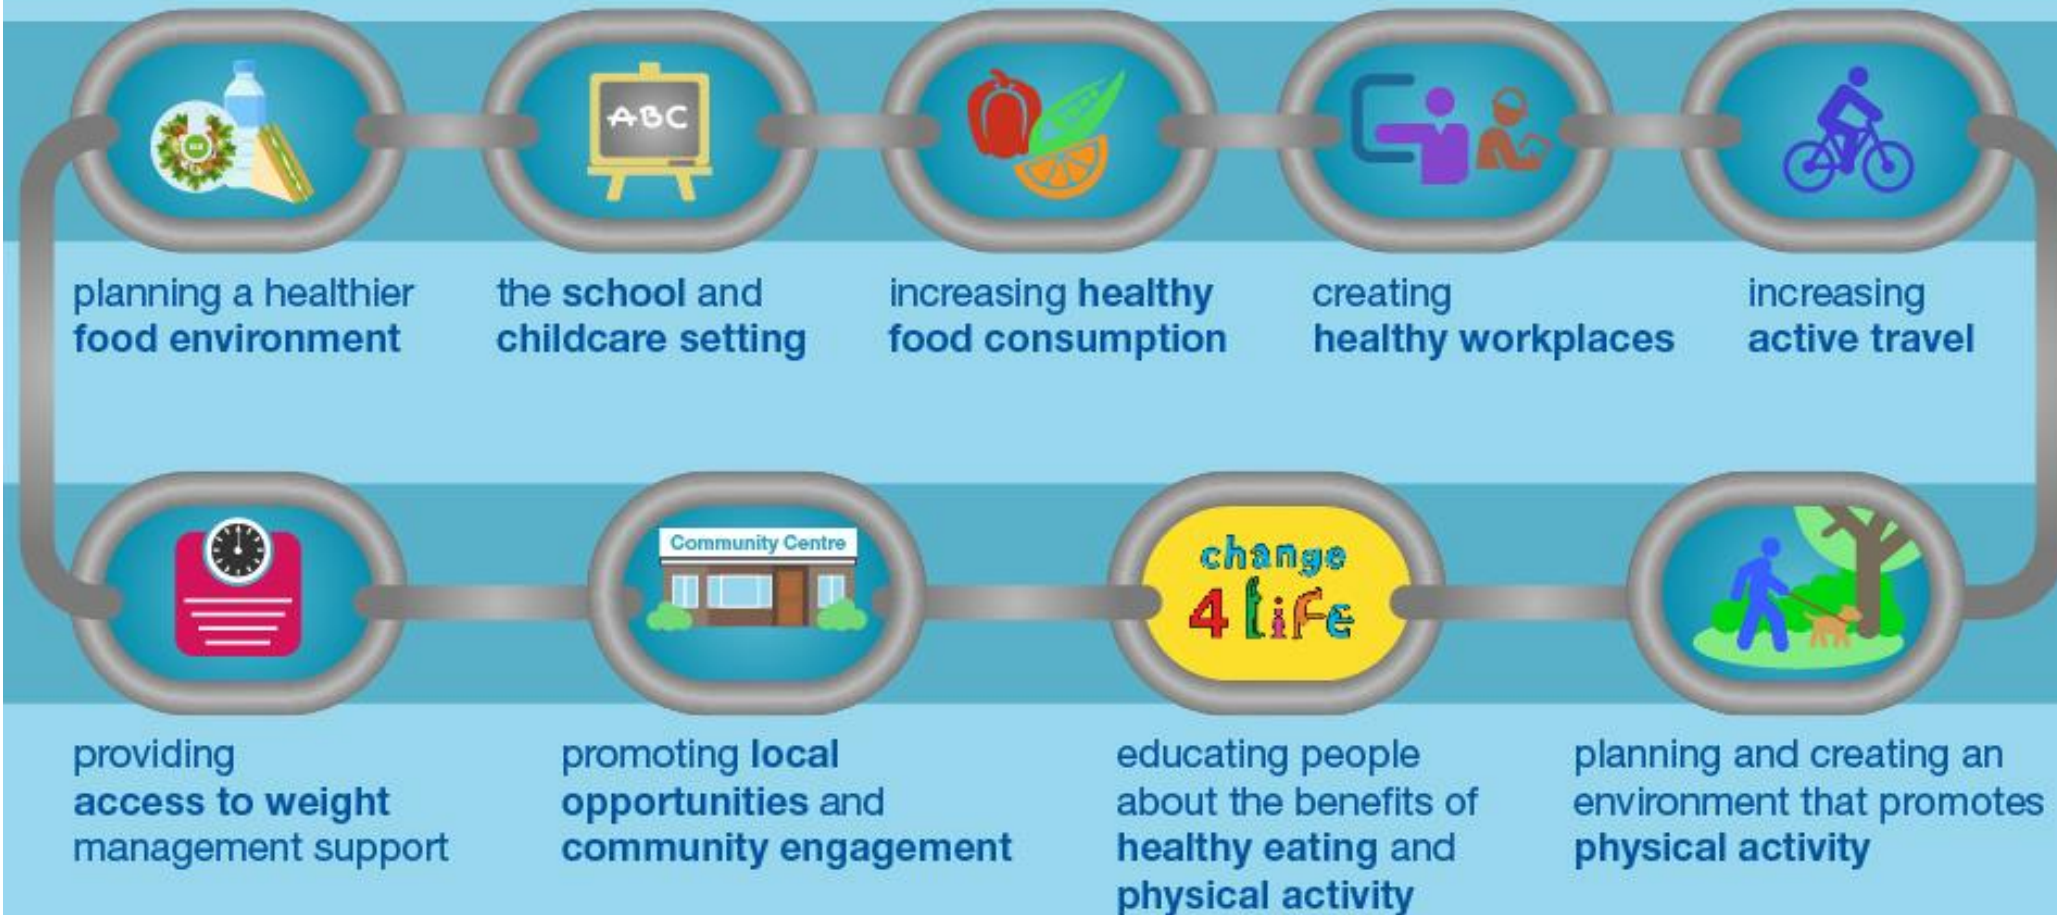 ABC
planning a healthier
food environment
the school and
childcare setting
increasing healthy
food consumption
creating
healthy workplaces
increasing
active travel
Community Centre
change
4 life
providing
access to weight
management support
promoting local
opportunities and
community engagement
educating people
about the benefits of
healthy eating and
physical activity
planning and creating an
environment that promotes
physical activity